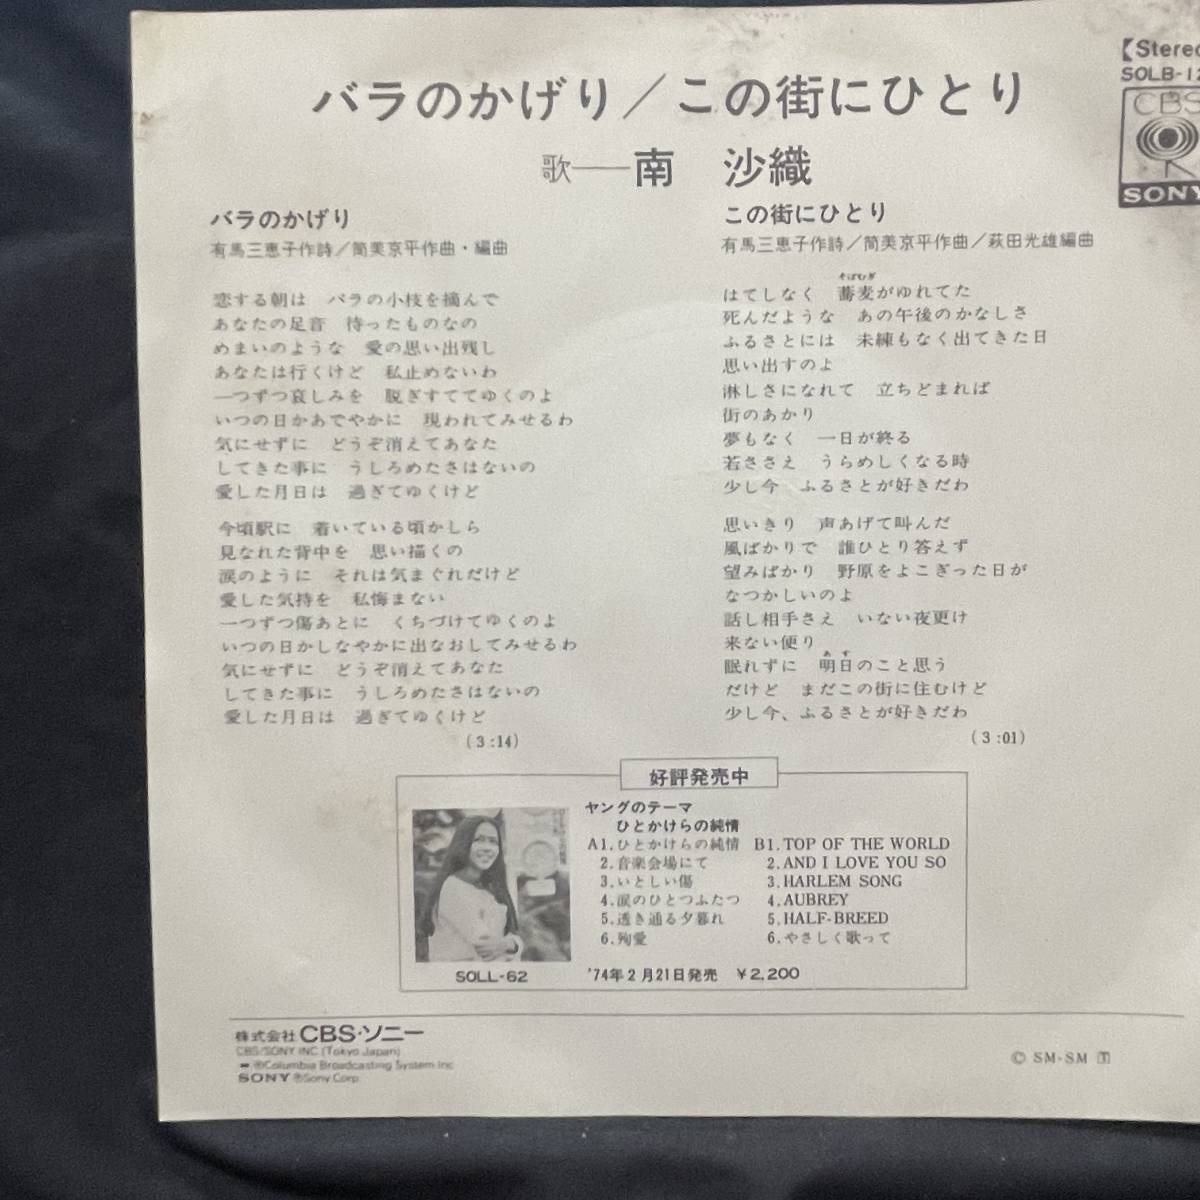 バラのかげり／この街にひとり
歌――南　沙織
【Stereo
SOLB-12
CBS
SONY
バラのかげり
有馬三恵子作詩／筒美京平作曲・編曲
恋する朝は　バラの小枝を摘んで
あなたの足音　待ったものなの
めまいのような　愛の思い出残し
あなたは行くけど　私止めないわ
一つずつ哀しみを　脱ぎすててゆくのよ
いつの日かあでやかに　現われてみせるわ
気にせずに　どうぞ消えてあなた
してきた事に　うしろめたさはないの
愛した月日は　過ぎてゆくけど
今頃駅に　着いている頃かしら
見なれた背中を　思い描くの
涙のように　それは気まぐれだけど
愛した気持を　私悔まない
一つずつ傷あとに　くちづけてゆくのよ
いつの日かしなやかに出なおしてみせるわ
気にせずに　どうぞ消えてあなた
してきた事に　うしろめたさはないの
愛した月日は　過ぎてゆくけど
(3:14)
この街にひとり
有馬三恵子作詩／筒美京平作曲／萩田光雄編曲
そばむぎ
はてしなく　蕎麦がゆれてた
死んだような　あの午後のかなしさ
ふるさとには　未練もなく出てきた日
思い出すのよ
淋しさになれて　立ちどまれば
街のあかり
夢もなく　一日が終る
若ささえ　うらめしくなる時
少し今　ふるさとが好きだわ
思いきり　声あげて叫んだ
風ばかりで　誰ひとり答えず
望みばかり　野原をよこぎった日が
なつかしいのよ
話し相手さえ　いない夜更け
来ない便り
あす
眠れずに　明日のこと思う
だけど　まだこの街に住むけど
少し今、ふるさとが好きだわ
(3:01)
好評発売中
ヤングのテーマ
ひとかけらの純情
A1.ひとかけらの純情
2.音楽会場にて
3.いとしい傷
4.涙のひとつふたつ
5.透き通る夕暮れ
6.殉愛
B1.TOP OF THE WORLD
2.AND I LOVE YOU SO
3.HARLEM SONG
4.AUBREY
5.HALF-BREED
6.やさしく歌って
SOLL-62
'74年2月21日発売　¥2,200
株式会社 CBS・ソニー
CBS/SONY INC.(Tokyo Japan)
®Columbia Broadcasting System Inc
SONY ®Sony Corp.
© SM・SM Ⓣ